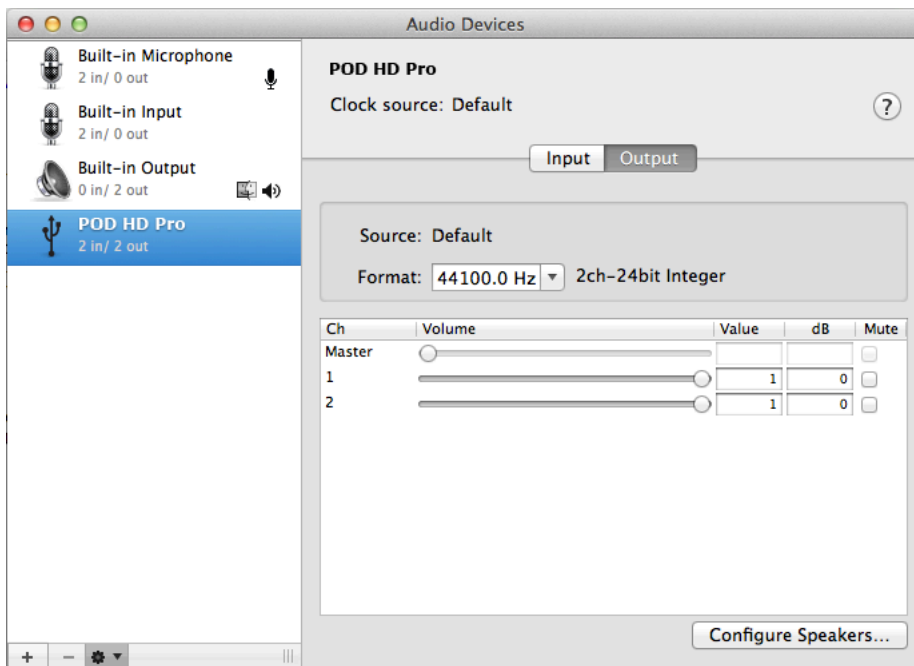 Audio Devices
Built-in Microphone
2 in/ 0 out
Built-in Input
2 in/ 0 out
Built-in Output
0 in/ 2 out
POD HD Pro
2 in/ 2 out
POD HD Pro
Clock source: Default
?
Input Output
Source: Default
Format: 44100.0 Hz 2ch-24bit Integer
Ch Volume Value dB Mute
Master
1 1 0
2 1 0
Configure Speakers...